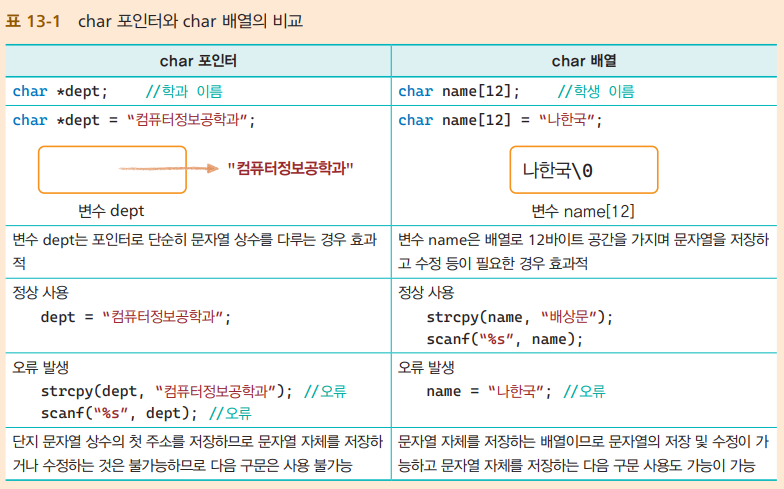 표 13-1 char 포인터와 char 배열의 비교
char 포인터
char 배열
char *dept; //학과 이름
char name[12]; //학생 이름
char *dept = “컴퓨터정보공학과”;
char name[12] = “나한국”;
"컴퓨터정보공학과"
나한국\0
변수 dept
변수 name[12]
변수 dept는 포인터로 단순히 문자열 상수를 다루는 경우 효과
적
변수 name은 배열로 12바이트 공간을 가지며 문자열을 저장하
고 수정 등이 필요한 경우 효과적
정상 사용
dept = “컴퓨터정보공학과”;
정상 사용
strcpy(name, “배상문”);
scanf(“%s”, name);
오류 발생
strcpy(dept, “컴퓨터정보공학과”); //오류
scanf(“%s”, dept); //오류
오류 발생
name = “나한국”; //오류
단지 문자열 상수의 첫 주소를 저장하므로 문자열 자체를 저장하
거나 수정하는 것은 불가능하므로 다음 구문은 사용 불가능
문자열 자체를 저장하는 배열이므로 문자열의 저장 및 수정이 가
능하고 문자열 자체를 저장하는 다음 구문 사용도 가능이 가능